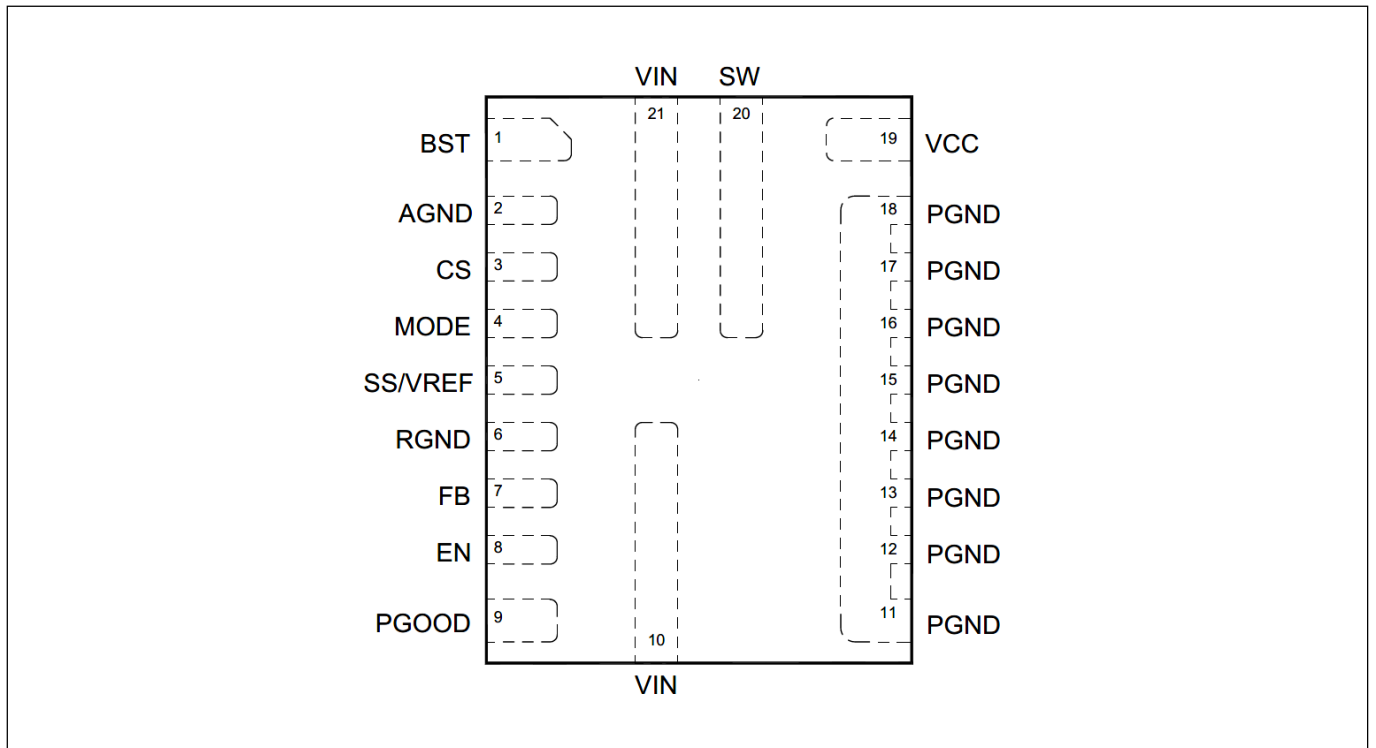 VIN SW
21 20
BST 1 19 VCC
AGND 2 18 PGND
CS 3 17 PGND
MODE 4 16 PGND
SS/VREF 5 15 PGND
RGND 6 14 PGND
FB 7 13 PGND
EN 8 12 PGND
PGOOD 9 11 PGND
10
VIN